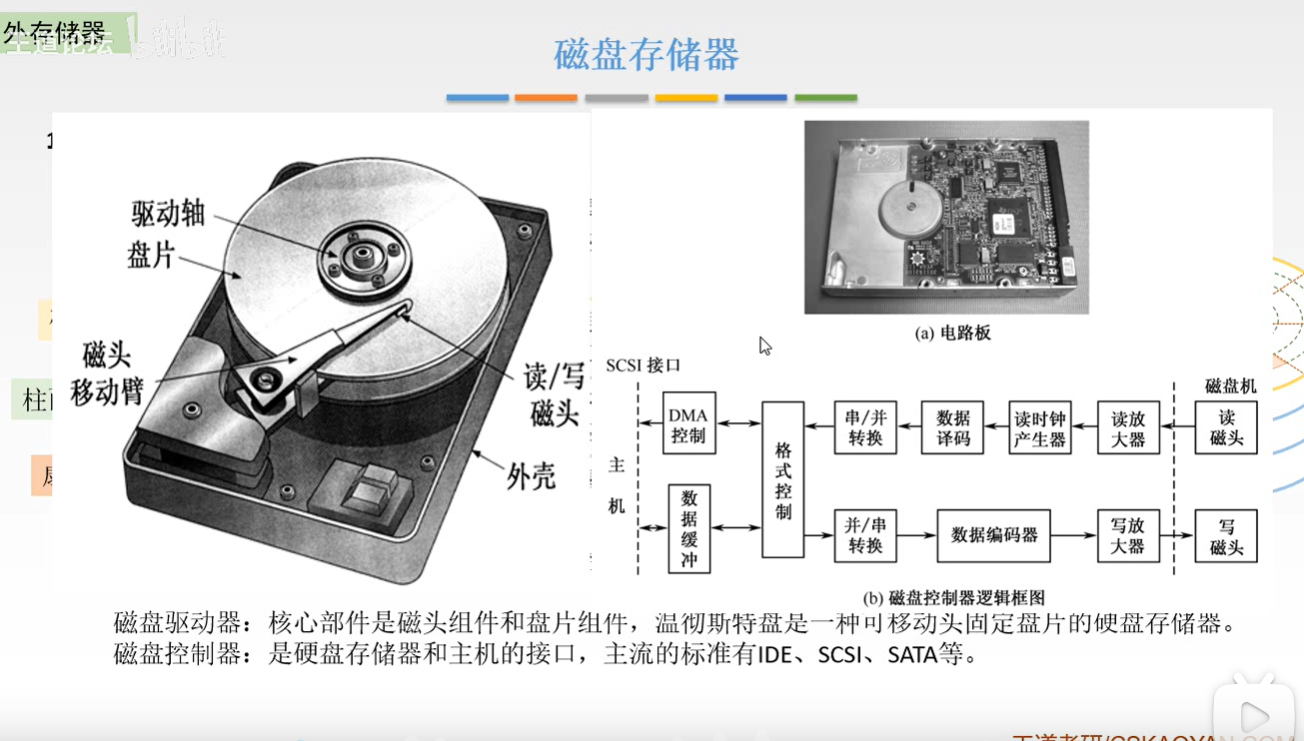 外存储器
王道论坛 bilibili
磁盘存储器
驱动轴
盘片
磁头
移动臂
读/写
磁头
外壳
(a) 电路板
SCSI 接口
磁盘机
主
机
DMA
控制
数
据
缓
冲
格
式
控
制
串/并
转换
数据
译码
读时钟
产生器
读放
大器
读
磁头
并/串
转换
数据编码器
写放
大器
写
磁头
(b) 磁盘控制器逻辑框图
磁盘驱动器：核心部件是磁头组件和盘片组件，温彻斯特盘是一种可移动头固定盘片的硬盘存储器。
磁盘控制器：是硬盘存储器和主机的接口，主流的标准有IDE、SCSI、SATA等。